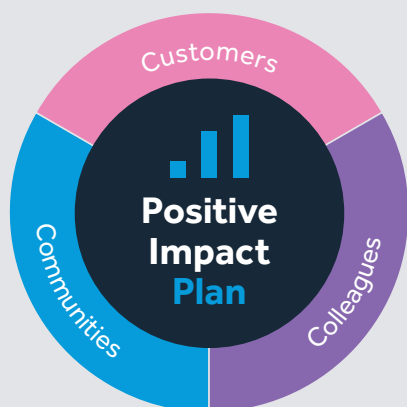 Customers
Positive
Impact
Plan
Communities
Colleagues